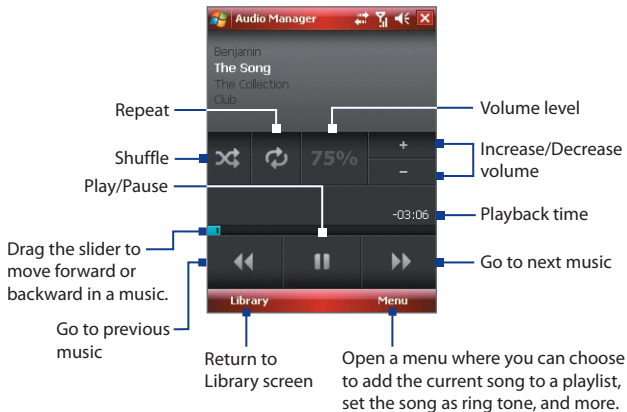 Audio Manager
Benjamin
The Song
The Collection
Club
Repeat
Volume level
Shuffle
75%
+
−
Increase/Decrease
volume
Play/Pause
-03:06
Playback time
Drag the slider to
move forward or
backward in a music.
Go to next music
Go to previous
music
Library
Menu
Return to
Library screen
Open a menu where you can choose
to add the current song to a playlist,
set the song as ring tone, and more.